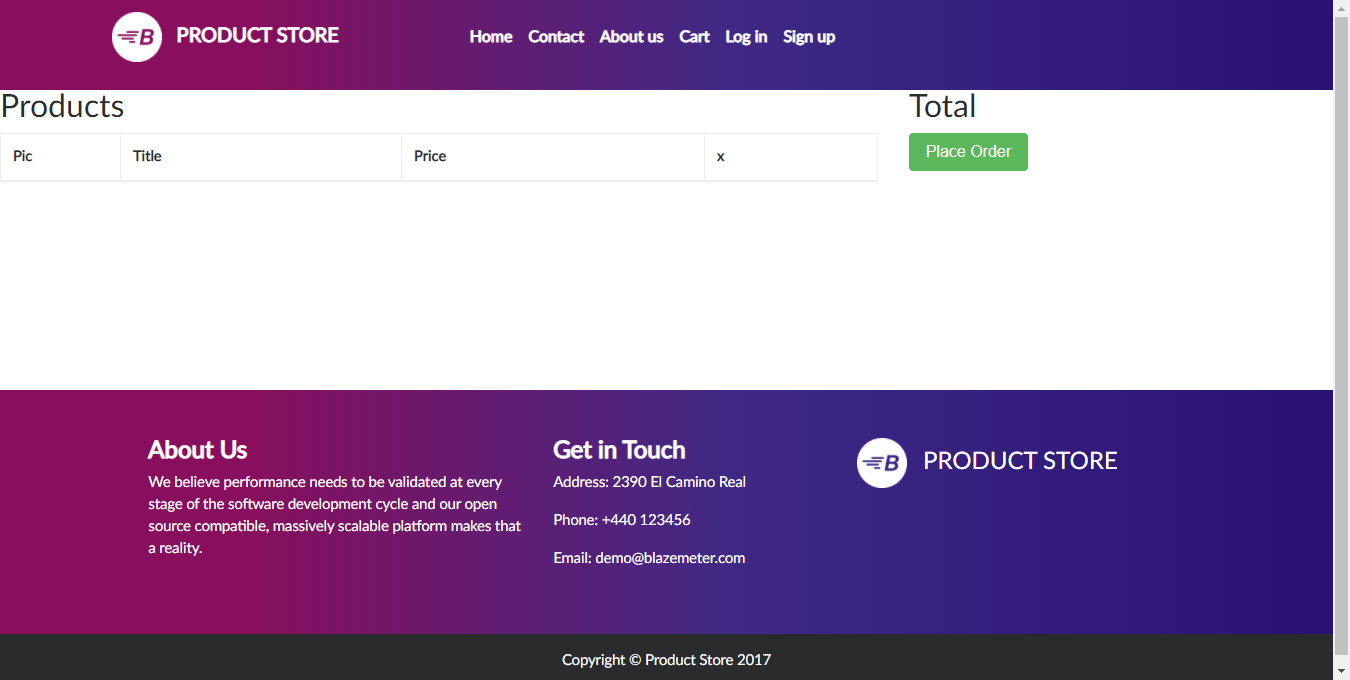 B PRODUCT STORE Home Contact About us Cart Log in Sign up
Products
Total
Pic Title Price x
Place Order
About Us
We believe performance needs to be validated at every
stage of the software development cycle and our open
source compatible, massively scalable platform makes that
a reality.
Get in Touch
Address: 2390 El Camino Real
Phone: +440 123456
Email: demo@blazemeter.com
B PRODUCT STORE
Copyright © Product Store 2017